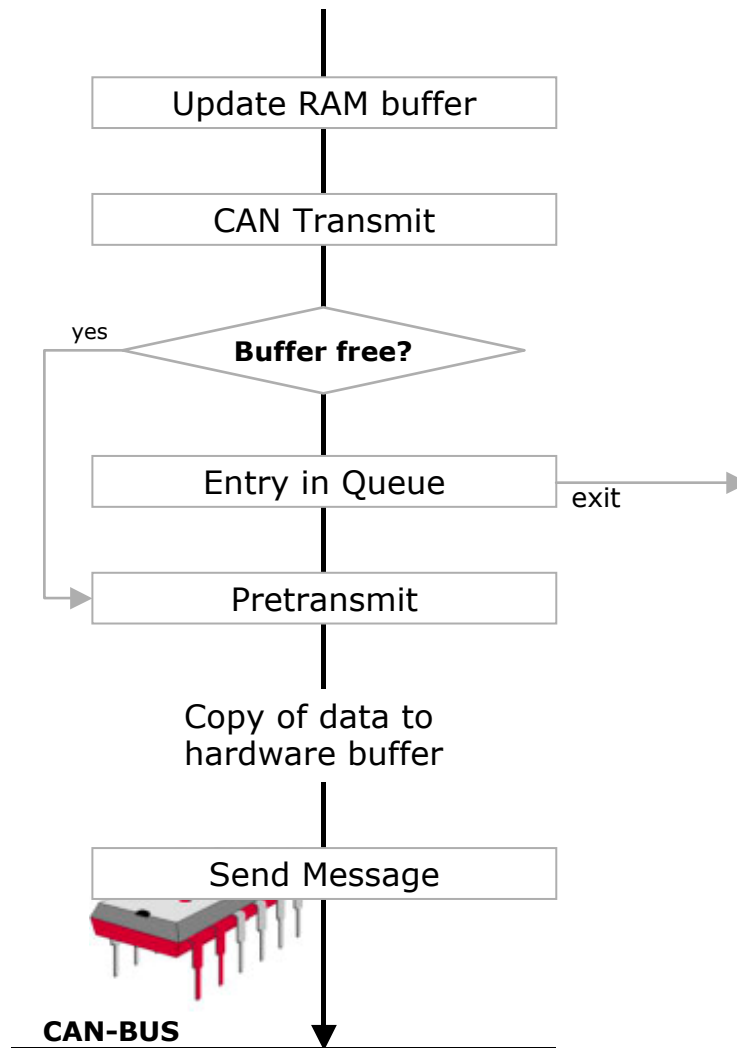 Update RAM buffer
CAN Transmit
yes
Buffer free?
Entry in Queue
exit
Pretransmit
Copy of data to
hardware buffer
Send Message
CAN-BUS